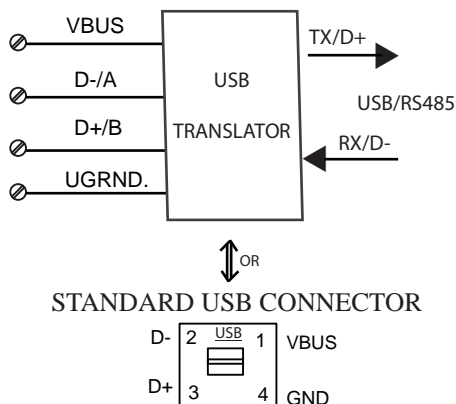 VBUS
D-/A
D+/B
UGRND.
USB
TRANSLATOR
TX/D+
USB/RS485
RX/D-
OR
STANDARD USB CONNECTOR
D- 2 USB 1 VBUS
D+ 3 4 GND